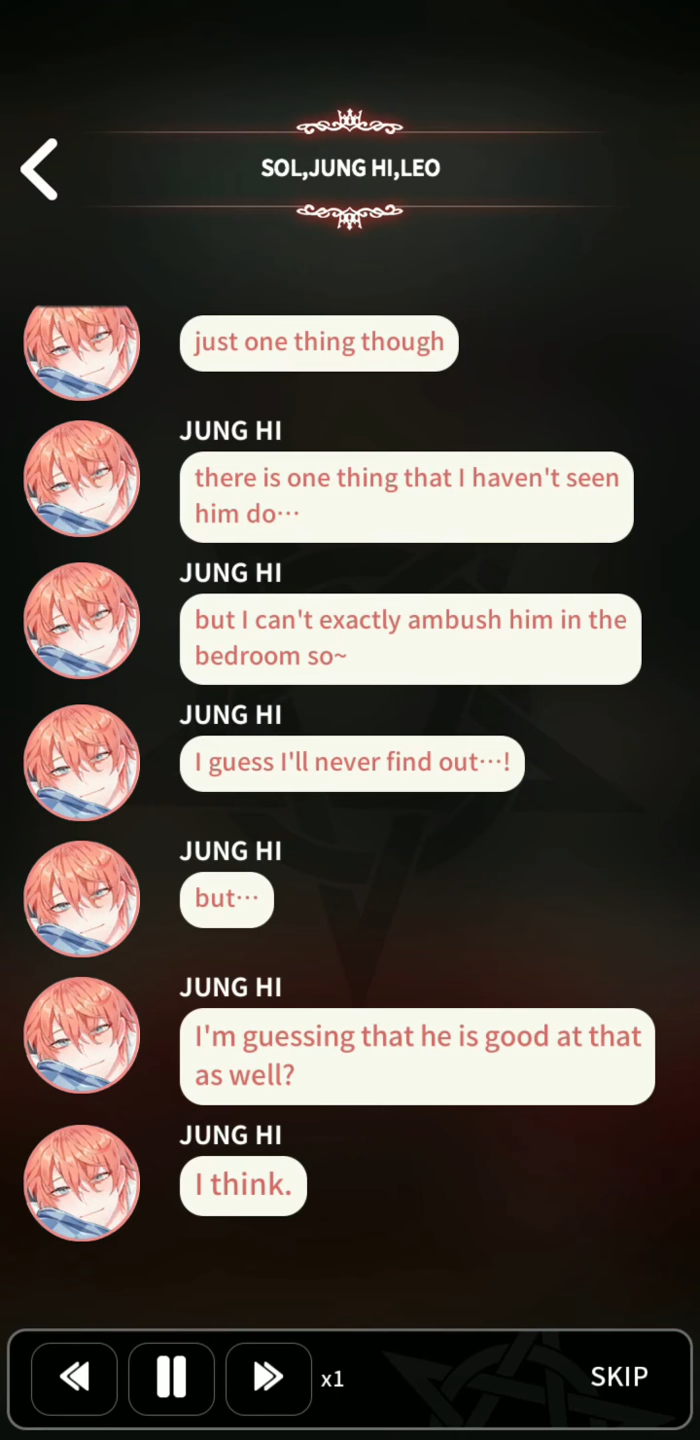 SOL,JUNG HI,LEO
just one thing though
JUNG HI
there is one thing that I haven't seen
him do⋯
JUNG HI
but I can't exactly ambush him in the
bedroom so~
JUNG HI
I guess I'll never find out⋯!
JUNG HI
but⋯
JUNG HI
I'm guessing that he is good at that
as well?
JUNG HI
I think.
x1
SKIP